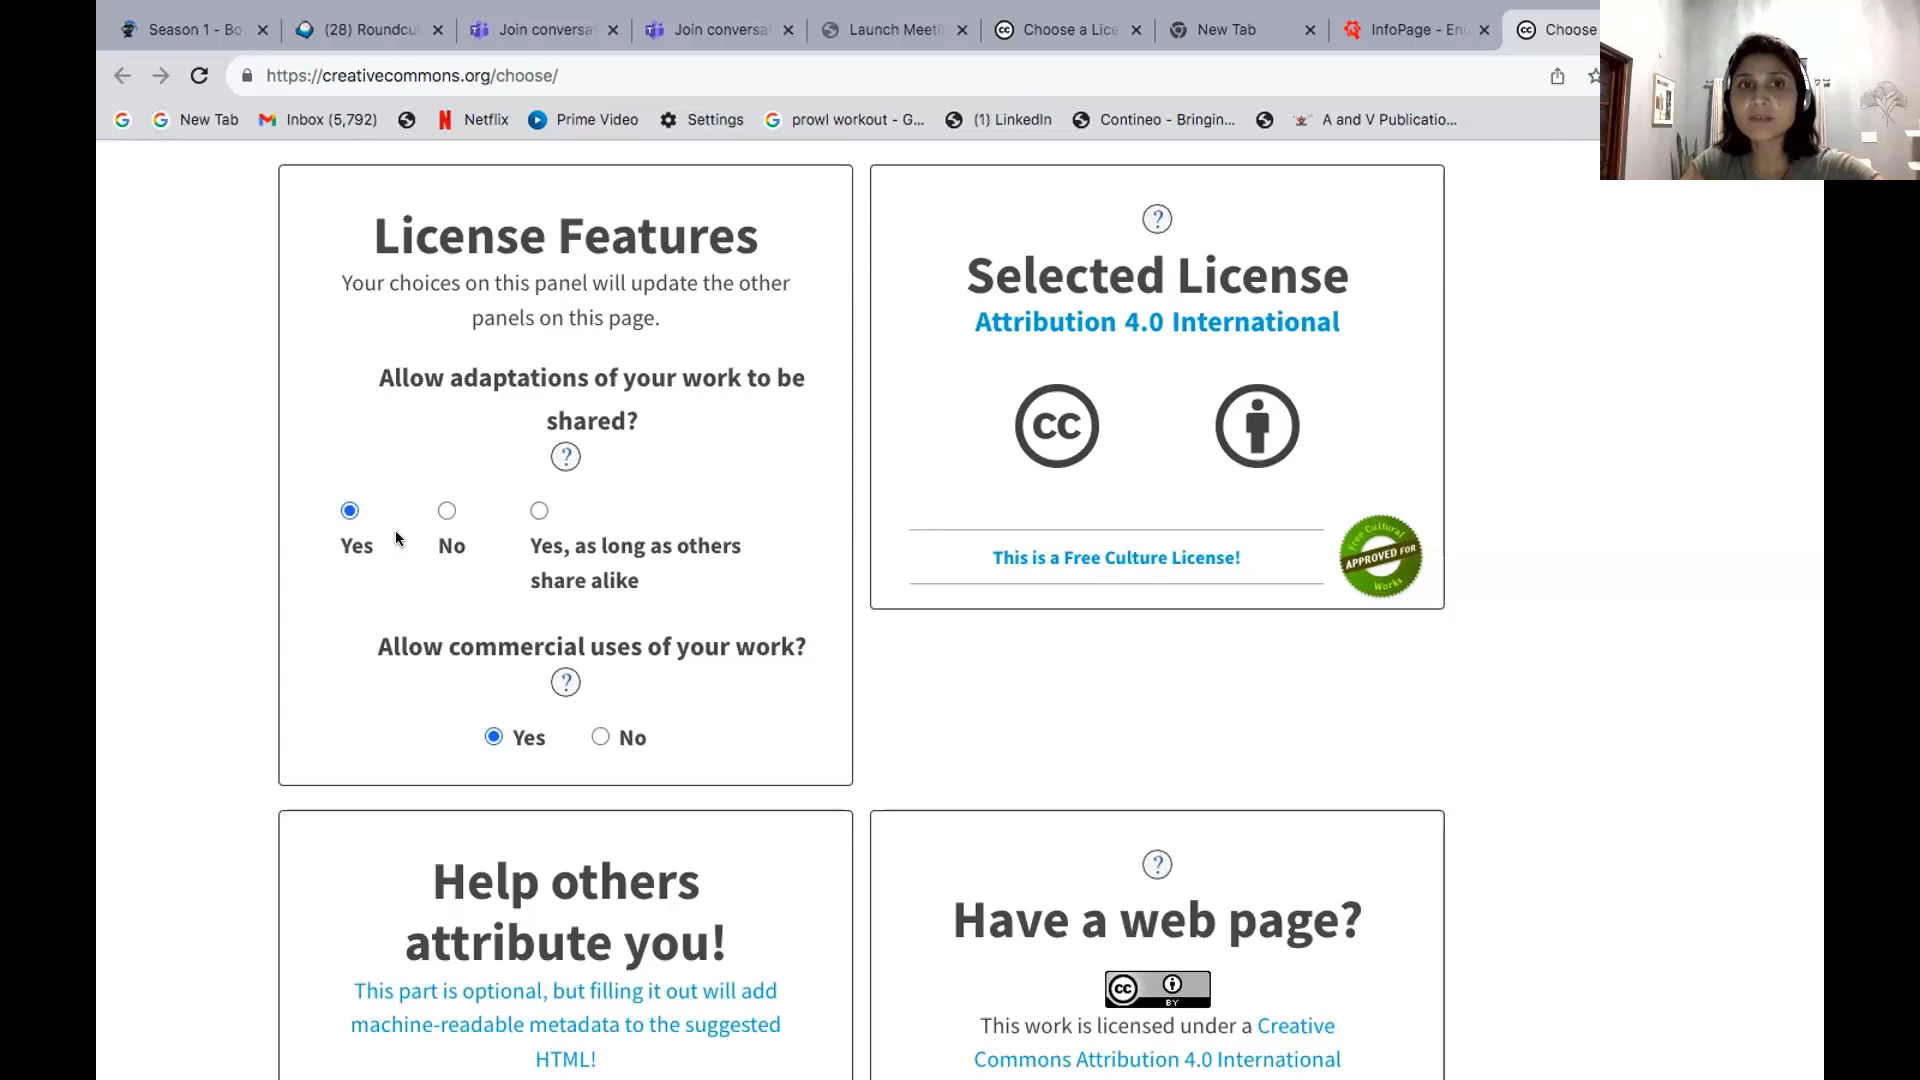 Season 1 - Bo
(28) Roundcu
Join conversa
Join conversa
Launch Meeti
Choose a Lice
New Tab
InfoPage - En
Choose
https://creativecommons.org/choose/
New Tab
Inbox (5,792)
Netflix
Prime Video
Settings
prowl workout - G...
(1) LinkedIn
Contineo - Bringin...
A and V Publicatio...
License Features
Your choices on this panel will update the other
panels on this page.
Allow adaptations of your work to be
shared?
?
Yes
No
Yes, as long as others
share alike
Allow commercial uses of your work?
?
Yes
No
?
Selected License
Attribution 4.0 International
CC
This is a Free Culture License!
Free Cultural
APPROVED FOR
Works
Help others
attribute you!
This part is optional, but filling it out will add
machine-readable metadata to the suggested
HTML!
?
Have a web page?
CC
BY
This work is licensed under a Creative
Commons Attribution 4.0 International